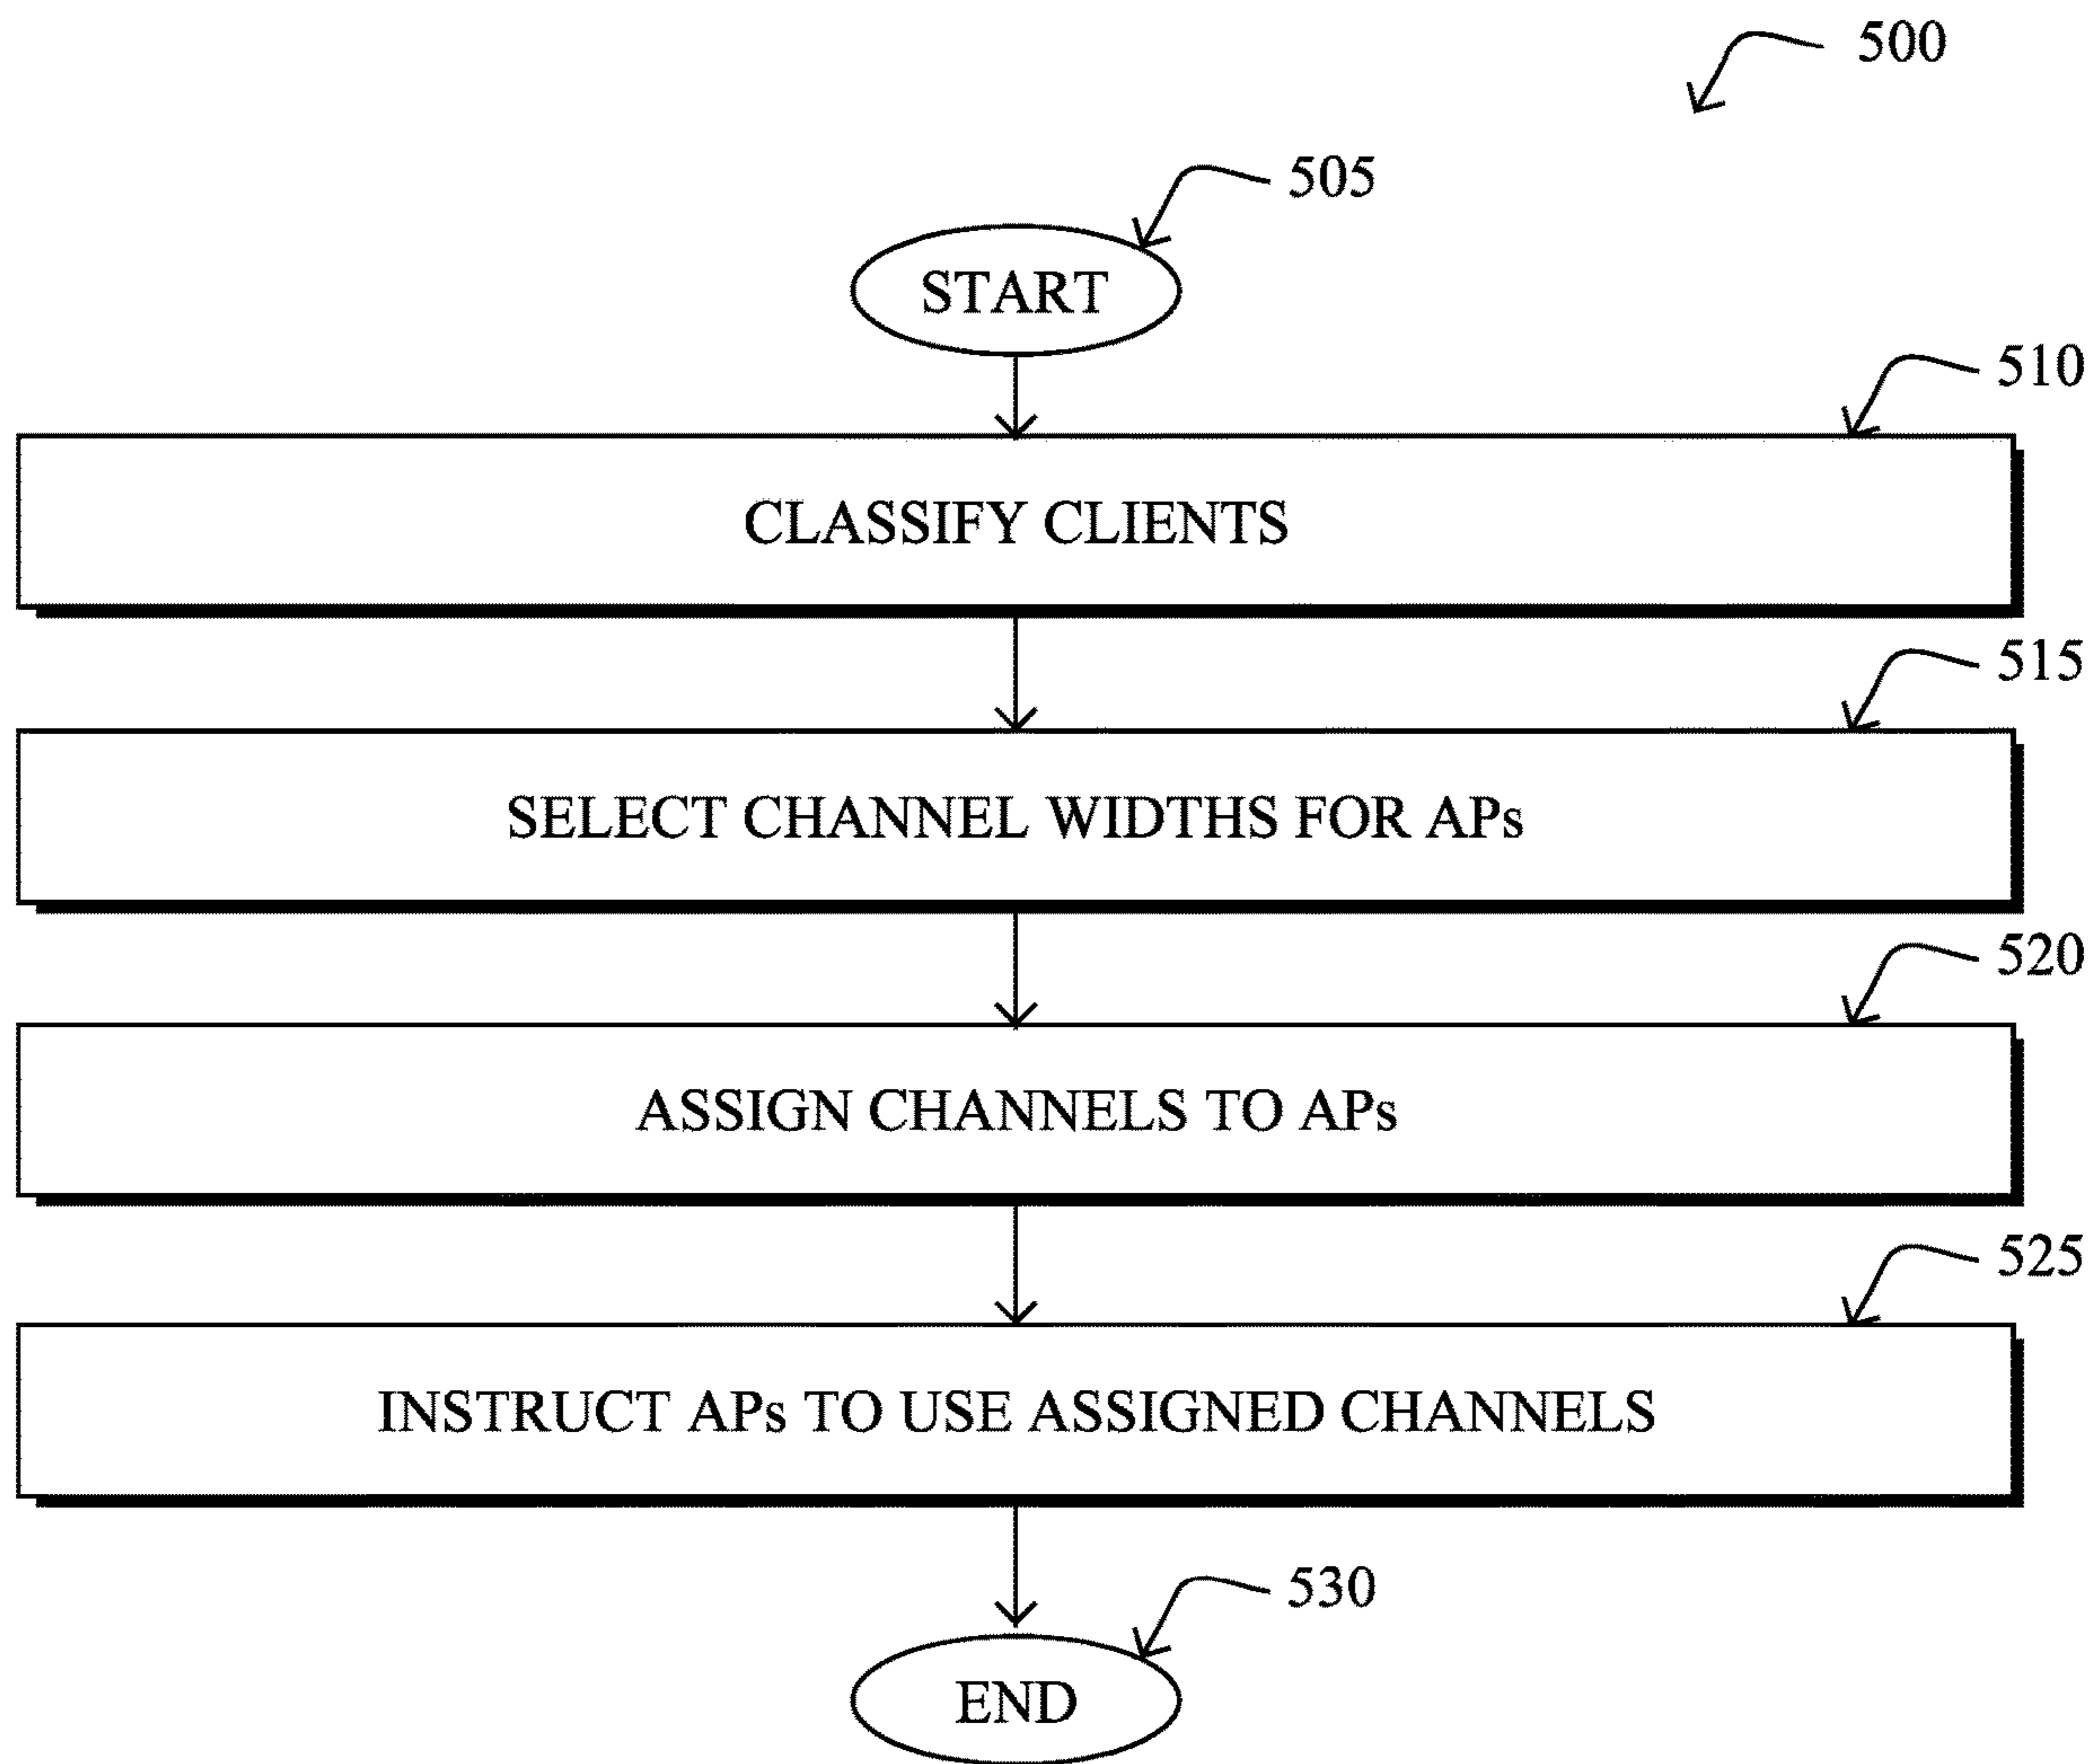 500
505
START
510
CLASSIFY CLIENTS
515
SELECT CHANNEL WIDTHS FOR APs
520
ASSIGN CHANNELS TO APs
525
INSTRUCT APs TO USE ASSIGNED CHANNELS
530
END